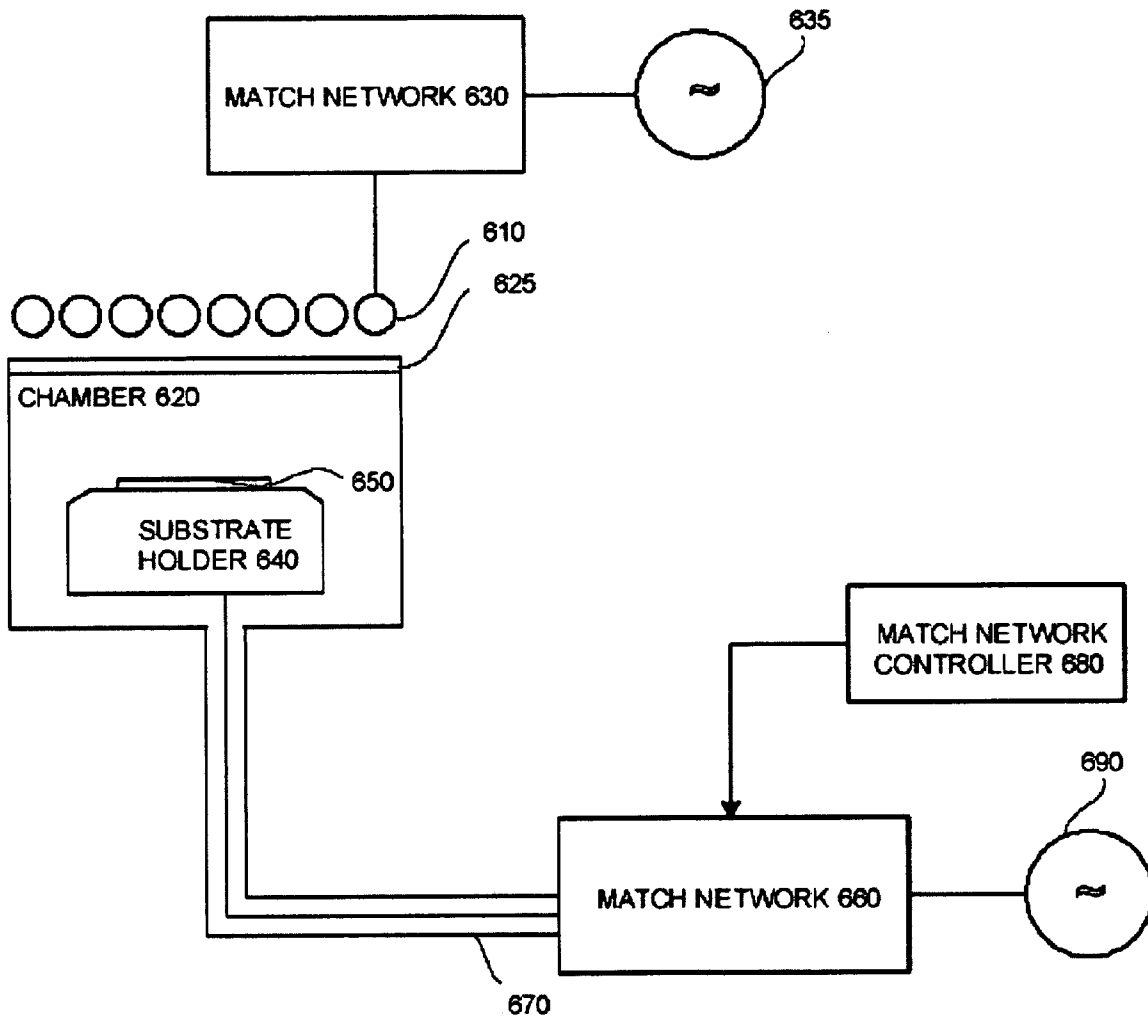 635
MATCH NETWORK 630
≈
610
625
CHAMBER 620
650
SUBSTRATE
HOLDER 640
MATCH NETWORK
CONTROLLER 680
690
MATCH NETWORK 660
≈
670